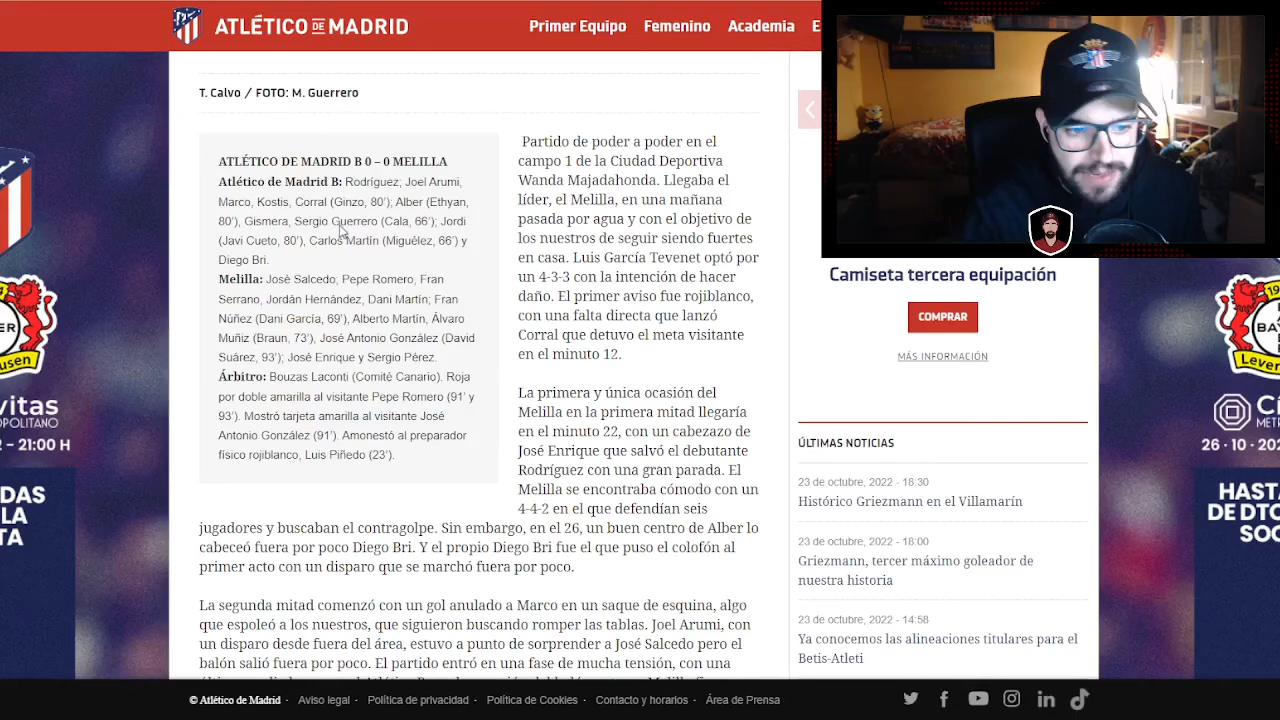 ATLÉTICO DE MADRID
Primer Equipo
Femenino
Academia
T. Calvo / FOTO: M. Guerrero
ATLÉTICO DE MADRID B 0 – 0 MELILLA
Atlético de Madrid B: Rodríguez; Joel Arumi,
Marco, Kostis, Corral (Ginzo, 80’); Alber (Ethyan,
80’), Gismera, Sergio Guerrero (Cala, 66’); Jordi
(Javi Cueto, 80’), Carlos Martín (Miguélez, 66’) y
Diego Bri.
Melilla: José Salcedo, Pepe Romero, Fran
Serrano, Jordán Hernández, Dani Martín; Fran
Núñez (Dani García, 69’), Alberto Martín, Álvaro
Muñiz (Braun, 73’), José Antonio González (David
Suárez, 93’); José Enrique y Sergio Pérez.
Árbitro: Bouzas Laconti (Comité Canario). Roja
por doble amarilla al visitante Pepe Romero (91’ y
93’). Mostró tarjeta amarilla al visitante José
Antonio González (91’). Amonestó al preparador
físico rojiblanco, Luis Piñedo (23’).
Partido de poder a poder en el
campo 1 de la Ciudad Deportiva
Wanda Majadahonda. Llegaba el
líder, el Melilla, en una mañana
pasada por agua y con el objetivo de
los nuestros de seguir siendo fuertes
en casa. Luis García Tevenet optó por
un 4-3-3 con la intención de hacer
daño. El primer aviso fue rojiblanco,
con una falta directa que lanzó
Corral que detuvo el meta visitante
en el minuto 12.
La primera y única ocasión del
Melilla en la primera mitad llegaría
en el minuto 22, con un cabezazo de
José Enrique que salvó el debutante
Rodríguez con una gran parada. El
Melilla se encontraba cómodo con un
4-4-2 en el que defendían seis
jugadores y buscaban el contragolpe. Sin embargo, en el 26, un buen centro de Alber lo
cabeceó fuera por poco Diego Bri. Y el propio Diego Bri fue el que puso el colofón al
primer acto con un disparo que se marchó fuera por poco.
La segunda mitad comenzó con un gol anulado a Marco en un saque de esquina, algo
que espoleó a los nuestros, que siguieron buscando romper las tablas. Joel Arumi, con
un disparo desde fuera del área, estuvo a punto de sorprender a José Salcedo pero el
balón salió fuera por poco. El partido entró en una fase de mucha tensión, con una
Camiseta tercera equipación
COMPRAR
MÁS INFORMACIÓN
ÚLTIMAS NOTICIAS
23 de octubre, 2022 - 18:30
Histórico Griezmann en el Villamarín
23 de octubre, 2022 - 18:00
Griezmann, tercer máximo goleador de
nuestra historia
23 de octubre, 2022 - 14:58
Ya conocemos las alineaciones titulares para el
Betis-Atleti
© Atlético de Madrid
Aviso legal
Política de privacidad
Política de Cookies
Contacto y horarios
Área de Prensa